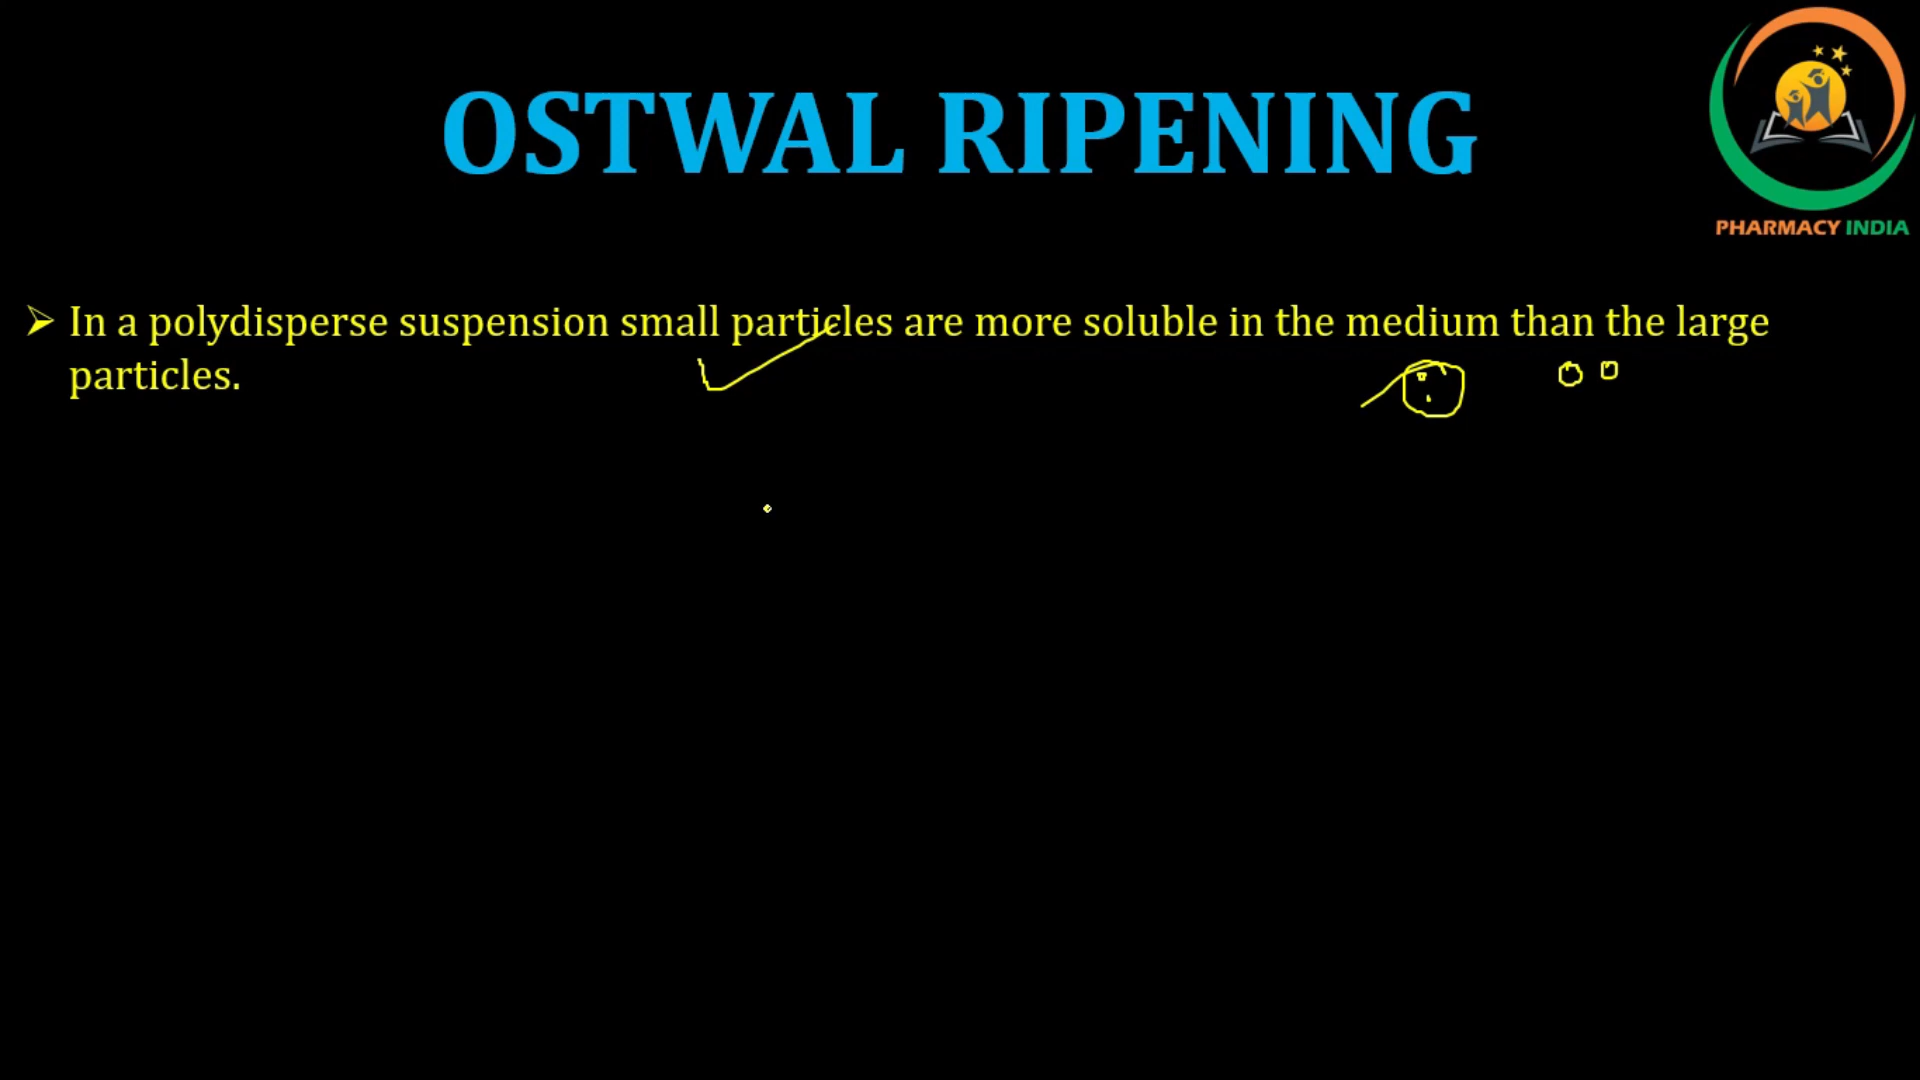 OSTWAL RIPENING
PHARMACY INDIA
➢ In a polydisperse suspension small particles are more soluble in the medium than the large
particles.